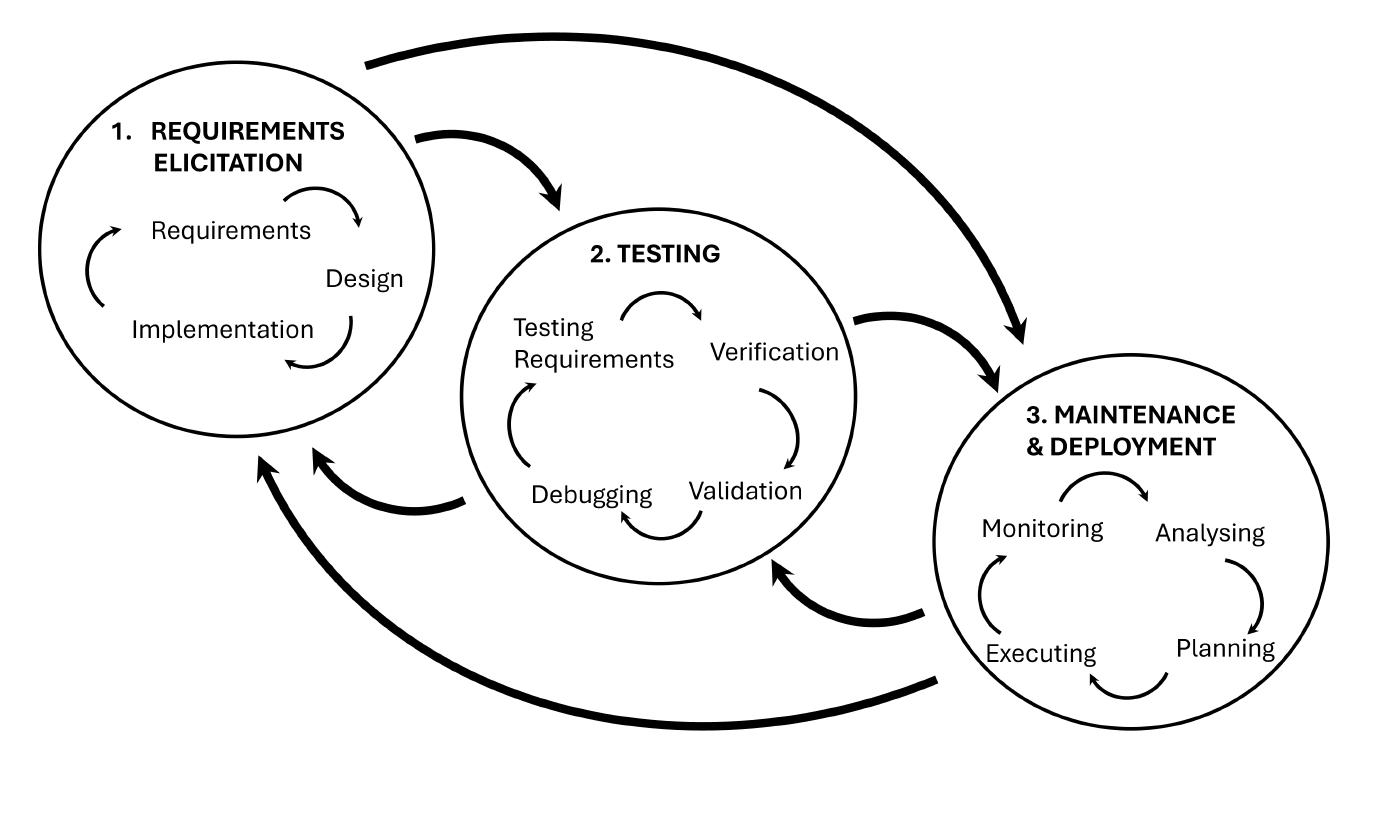 1. REQUIREMENTS
ELICITATION
Requirements
Design
Implementation
2. TESTING
Testing
Requirements
Verification
Debugging
Validation
3. MAINTENANCE
& DEPLOYMENT
Monitoring
Analysing
Executing
Planning